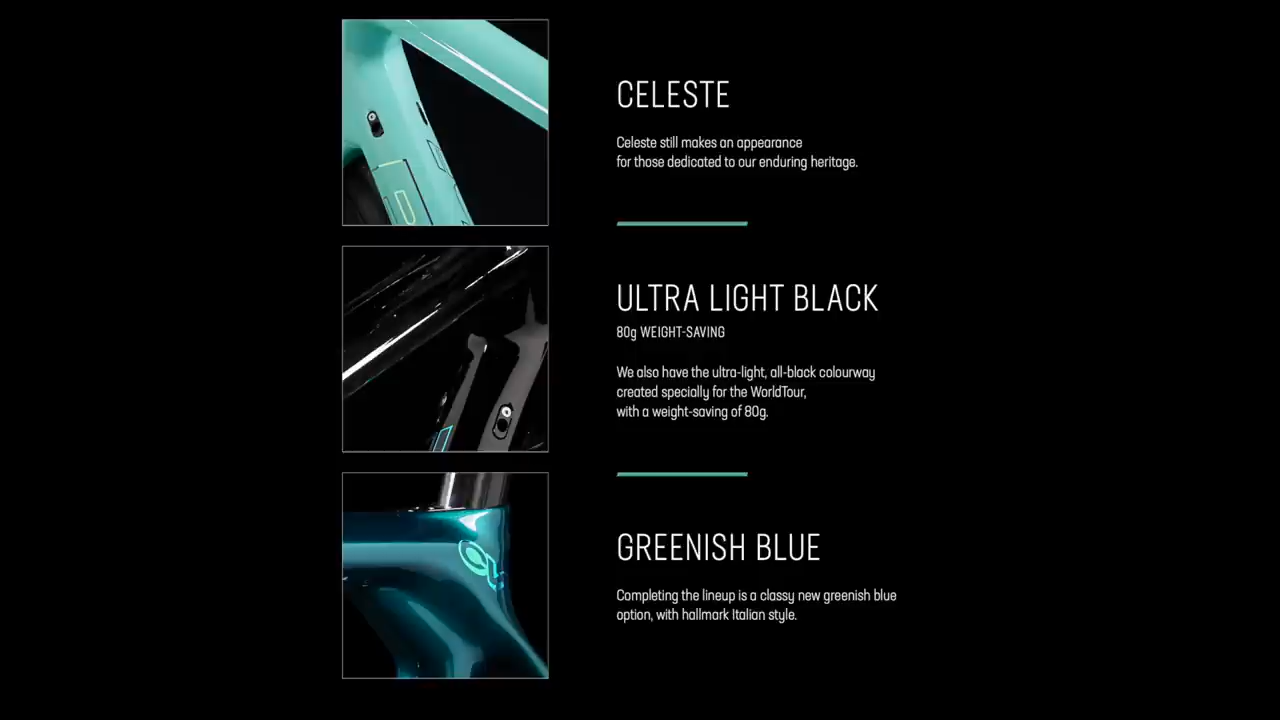 CELESTE
Celeste still makes an appearance
for those dedicated to our enduring heritage.
ULTRA LIGHT BLACK
80g WEIGHT-SAVING
We also have the ultra-light, all-black colourway
created specially for the WorldTour,
with a weight-saving of 80g.
GREENISH BLUE
Completing the lineup is a classy new greenish blue
option, with hallmark Italian style.